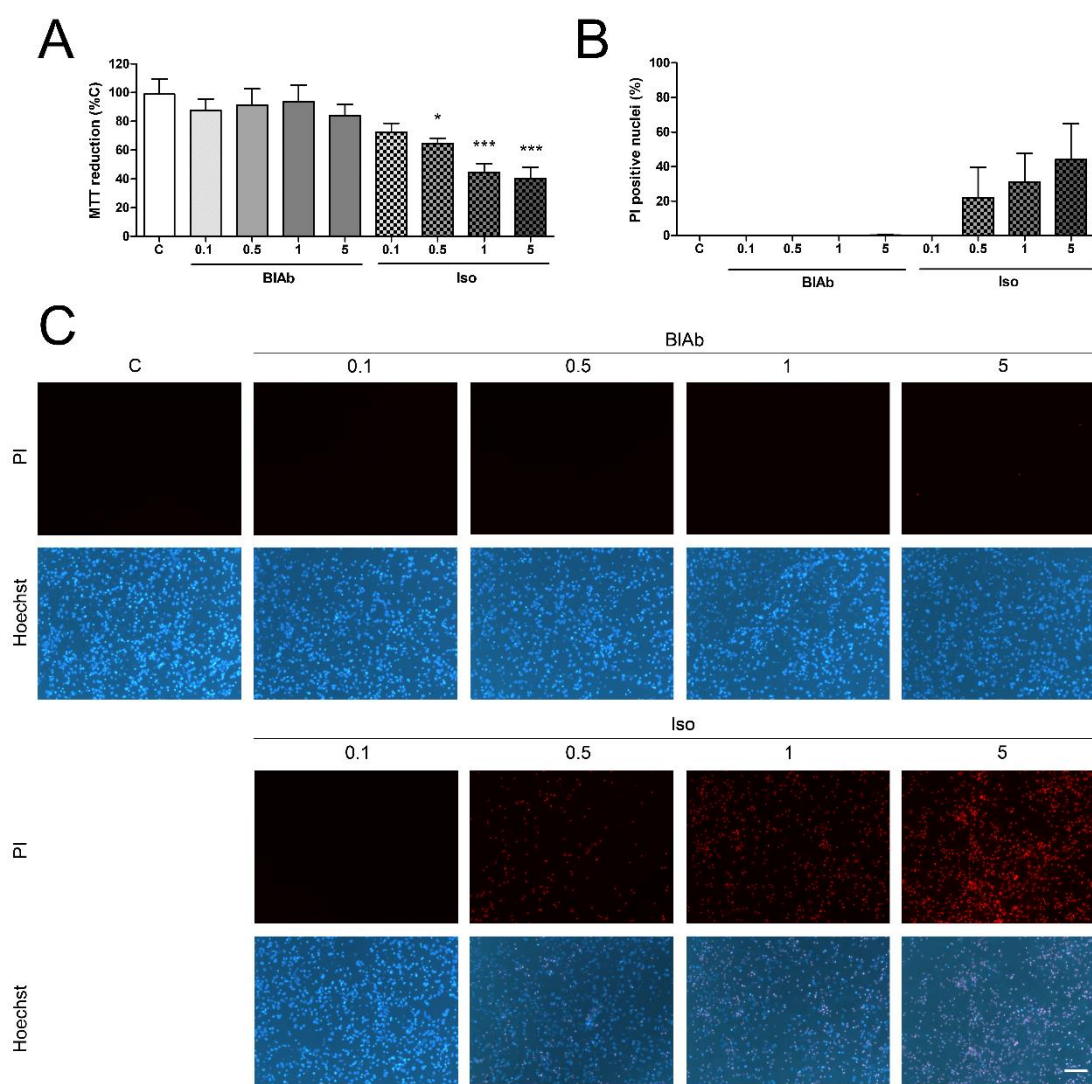 A
MTT reduction (%C)
120
100
80
60
40
20
0
*
***
***
C 0.1 0.5 1 5 0.1 0.5 1 5
BIAb Iso
B
PI positive nuclei (%)
100
80
60
40
20
0
C 0.1 0.5 1 5 0.1 0.5 1 5
BIAb Iso
C
BIAb
C 0.1 0.5 1 5
PI
Hoechst
Iso
0.1 0.5 1 5
PI
Hoechst